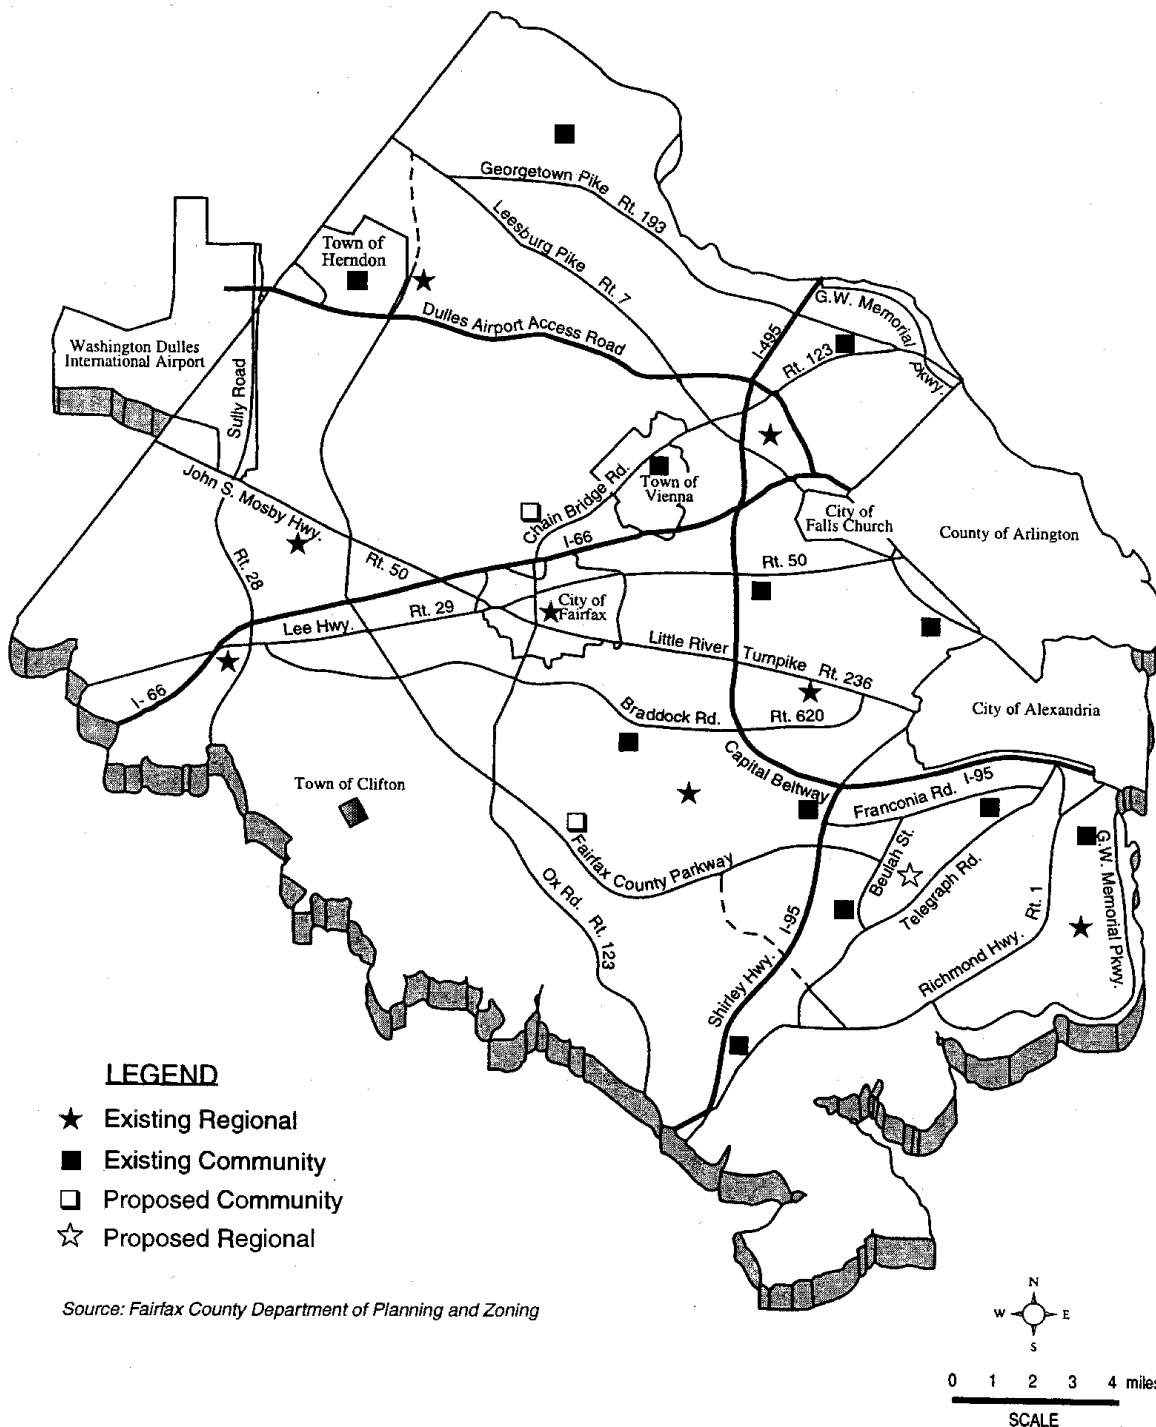 Georgetown Pike Rt. 193
Leesburg Pike Rt. 7
Town of
Herndon
G.W. Memorial Pkwy.
Dulles Airport Access Road
I-495
Rt. 123
Washington Dulles
International Airport
Sully Road
John S. Mosby Hwy.
Rt. 50
Chain Bridge Rd.
Town of
Vienna
City of
Falls Church
County of Arlington
I-66
Rt. 50
Rt. 28
Rt. 29
Lee Hwy.
City of
Fairfax
Little River Turnpike Rt. 236
I-66
Braddock Rd. Rt. 620
City of Alexandria
Capital Beltway
I-95
Town of Clifton
Franconia Rd.
Fairfax County Parkway
Beulah St.
Telegraph Rd.
G.W. Memorial Pkwy.
Ox Rd. Rt. 123
I-95
Rt. 1
Richmond Hwy.
Shirley Hwy.
LEGEND
Existing Regional
Existing Community
Proposed Community
Proposed Regional
Source: Fairfax County Department of Planning and Zoning
N
W E
S
0 1 2 3 4 miles
SCALE